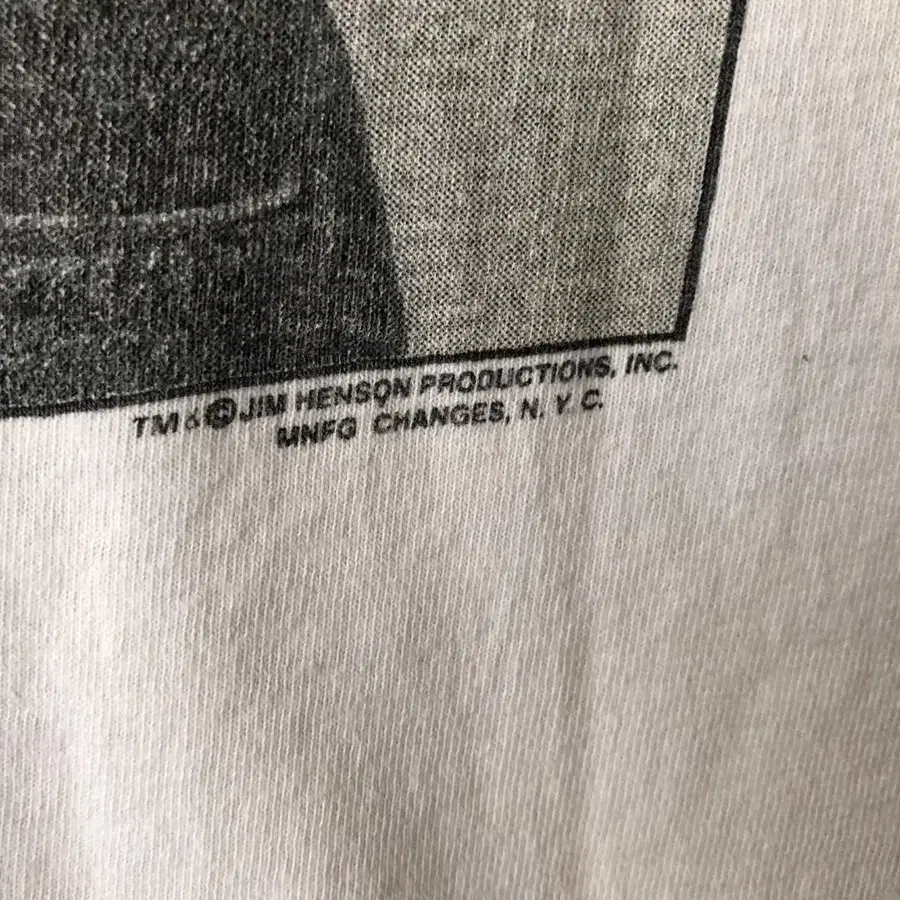 TM & © JIM HENSON PRODUCTIONS, INC.
MNFG CHANGES, N. Y C.